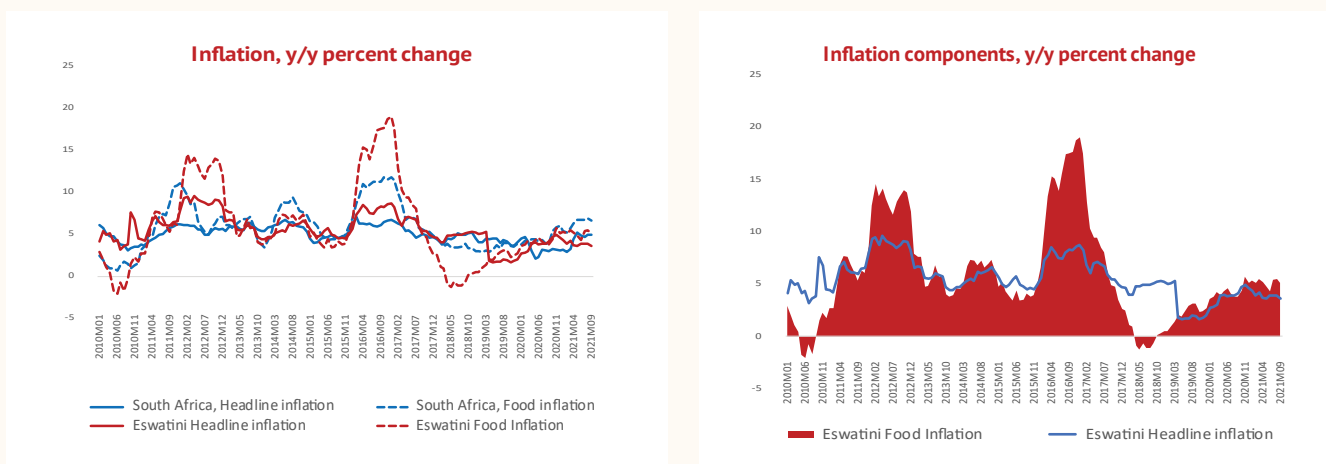 Inflation, y/y percent change
25
20
15
10
5
0
-5
2010M01
2010M06
2010M11
2011M04
2011M09
2012M02
2012M07
2012M12
2013M05
2013M10
2014M03
2014M08
2015M01
2015M06
2015M11
2016M04
2016M09
2017M02
2017M07
2017M12
2018M05
2018M10
2019M03
2019M08
2020M01
2020M06
2020M11
2021M04
2021M09
South Africa, Headline inflation
South Africa, Food inflation
Eswatini Headline inflation
Eswatini Food Inflation
Inflation components, y/y percent change
25
20
15
10
5
0
-5
2010M01
2010M06
2010M11
2011M04
2011M09
2012M02
2012M07
2012M12
2013M05
2013M10
2014M03
2014M08
2015M01
2015M06
2015M11
2016M04
2016M09
2017M02
2017M07
2017M12
2018M05
2018M10
2019M03
2019M08
2020M01
2020M06
2020M11
2021M04
2021M09
Eswatini Food Inflation
Eswatini Headline inflation